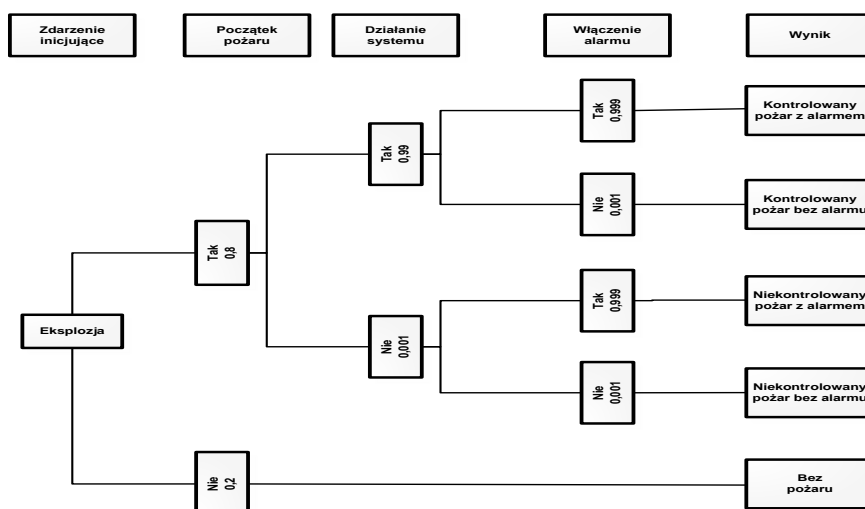 Zdarzenie
inicjujące
Początek
pożaru
Działanie
systemu
Włączenie
alarmu
Wynik
Tak
0,999
Kontrolowany
pożar z alarmem
Tak
0,99
Nie
0,001
Kontrolowany
pożar bez alarmu
Tak
0,8
Tak
0,999
Niekontrolowany
pożar z alarmem
Eksplozja
Nie
0,001
Nie
0,001
Niekontrolowany
pożar bez alarmu
Nie
0,2
Bez
pożaru